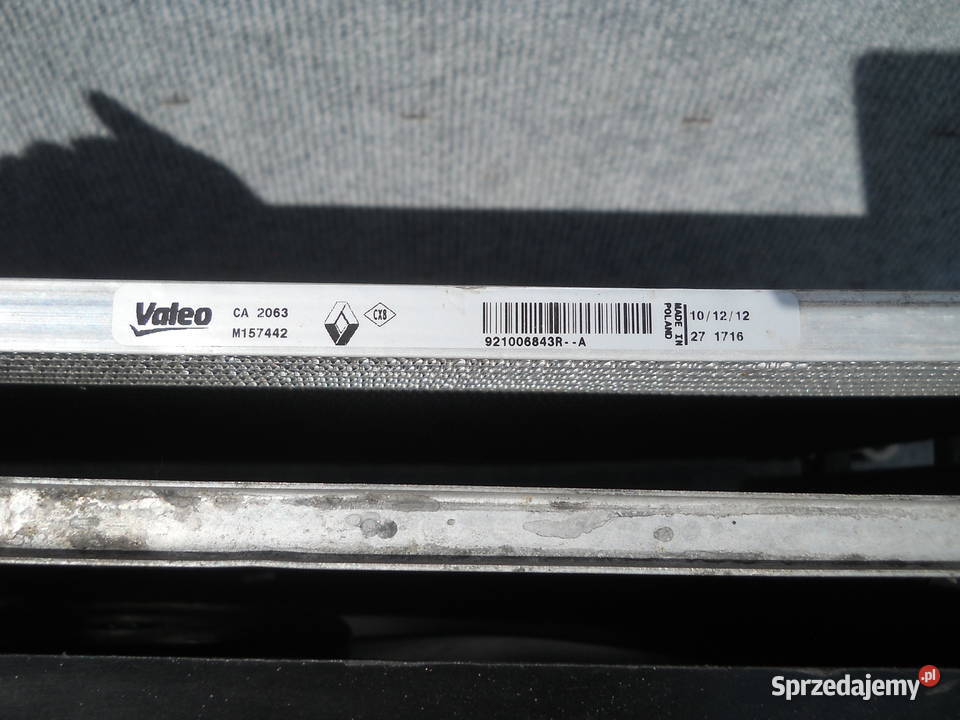 Valeo
CA 2063
M157442
CX8
921006843R--A
MADE IN
POLAND
10/12/12
27 1716
Sprzedajemy.pl